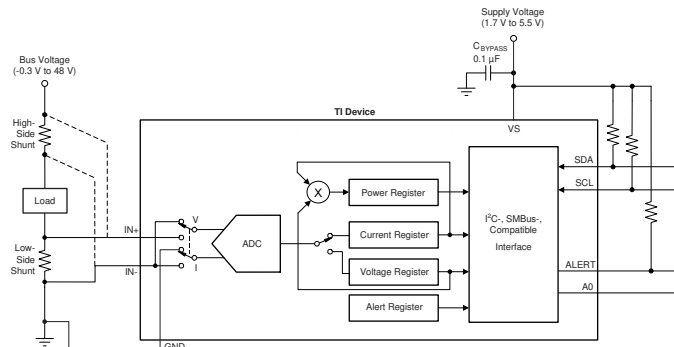 Supply Voltage
(1.7 V to 5.5 V)
CBYPASS
0.1 µF
Bus Voltage
(-0.3 V to 48 V)
High-
Side
Shunt
TI Device
VS
Load
Low-
Side
Shunt
IN+
IN-
V
I
ADC
X
Power Register
Current Register
Voltage Register
Alert Register
I²C-, SMBus-,
Compatible
Interface
SDA
SCL
ALERT
A0
GND